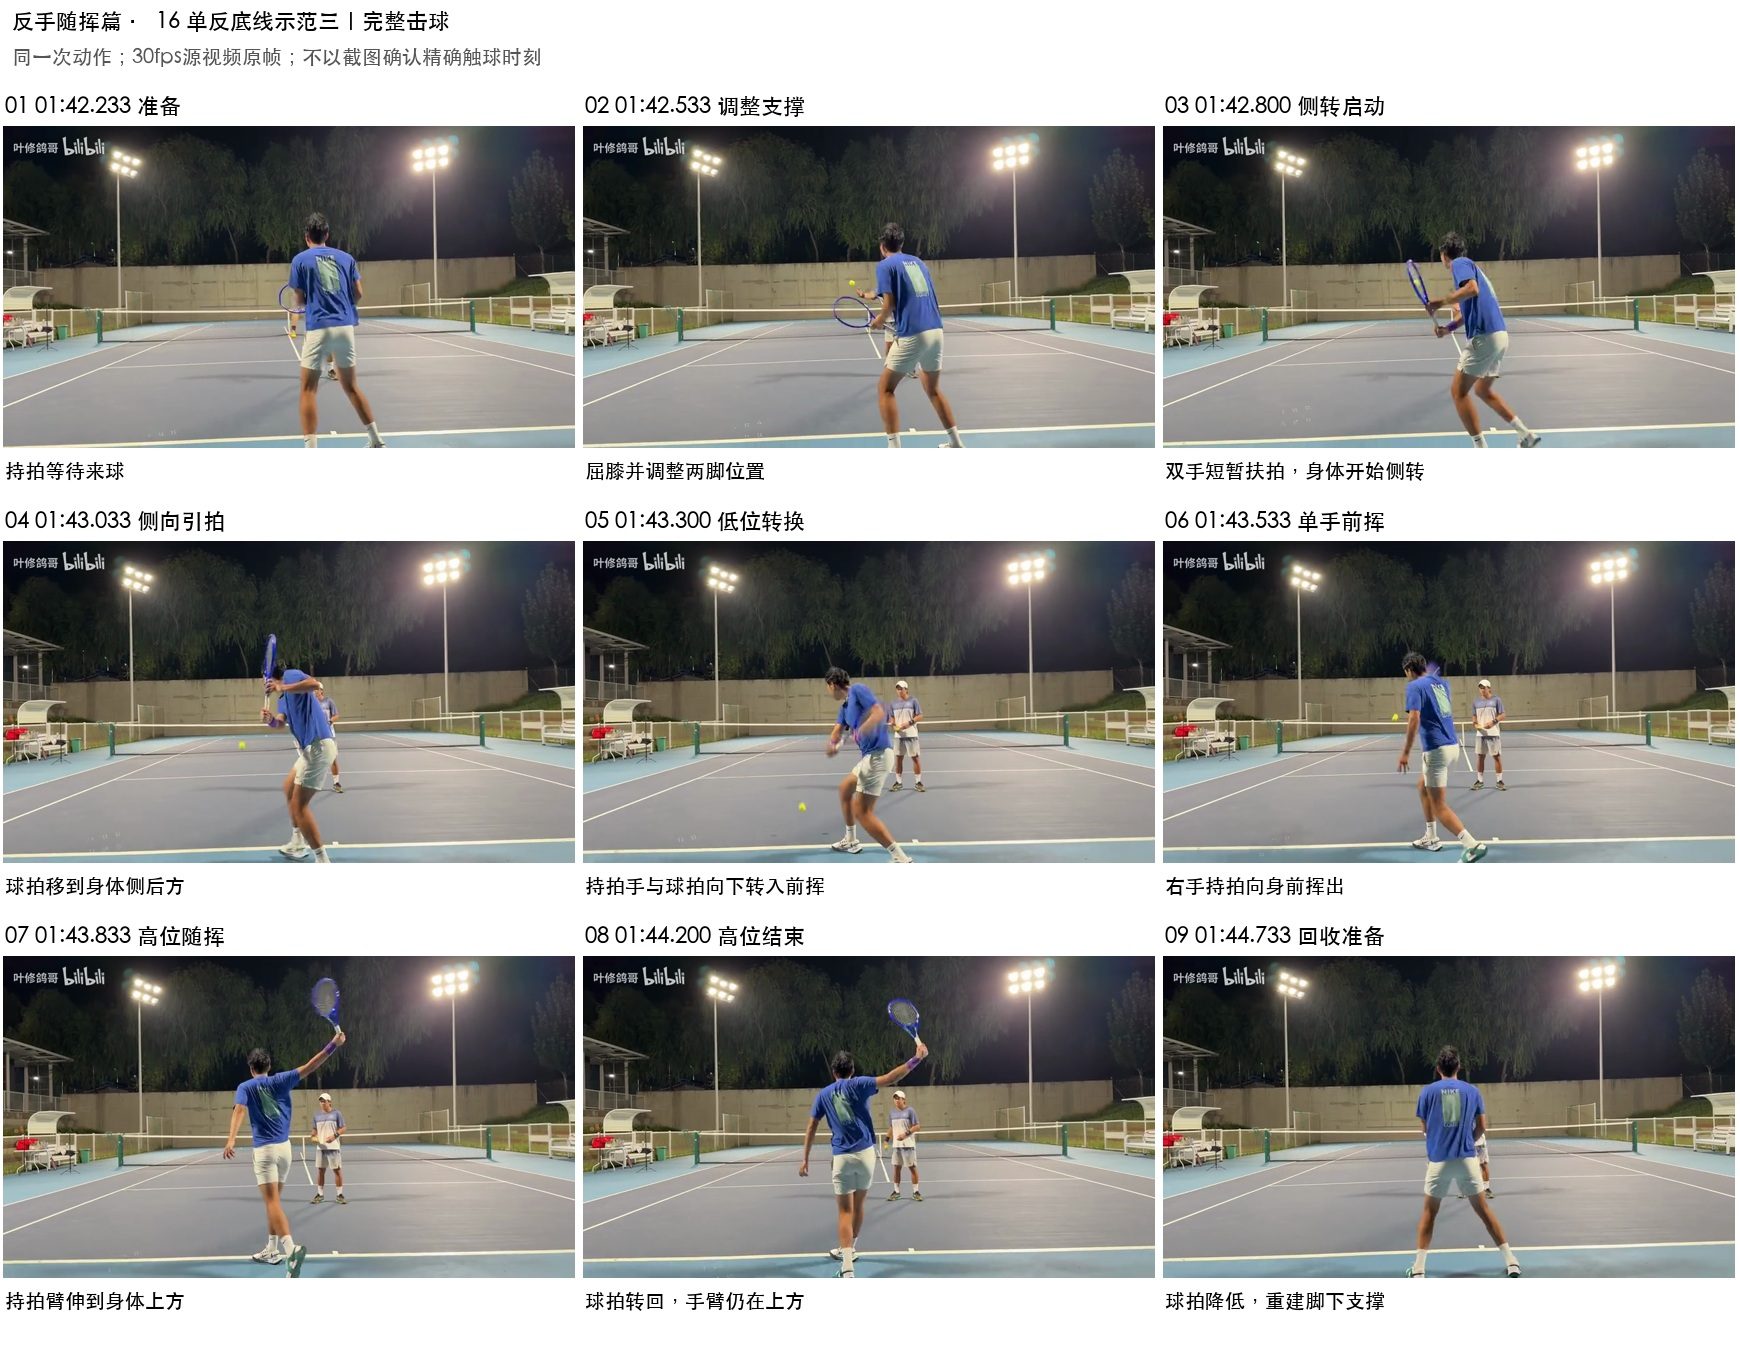 反手随挥篇· 16 单反底线示范三丨完整击球
同一次动作；30fps源视频原帧；不以截图确认精确触球时刻
01 01:42.233 准备
02 01:42.533 调整支撑
03 01:42.800 侧转启动
叶修鸽哥 bilibili
叶修鸽哥 bilibili
叶修鸽哥 bilibili
NIKE
NIKE
持拍等待来球
屈膝并调整两脚位置
双手短暂扶拍，身体开始侧转
04 01:43.033 侧向引拍
05 01:43.300 低位转换
06 01:43.533 单手前挥
叶修鸽哥 bilibili
叶修鸽哥 bilibili
叶修鸽哥 bilibili
球拍移到身体侧后方
持拍手与球拍向下转入前挥
右手持拍向身前挥出
07 01:43.833 高位随挥
08 01:44.200 高位结束
09 01:44.733 回收准备
叶修鸽哥 bilibili
叶修鸽哥 bilibili
叶修鸽哥 bilibili
NIKE
持拍臂伸到身体上方
球拍转回，手臂仍在上方
球拍降低，重建脚下支撑